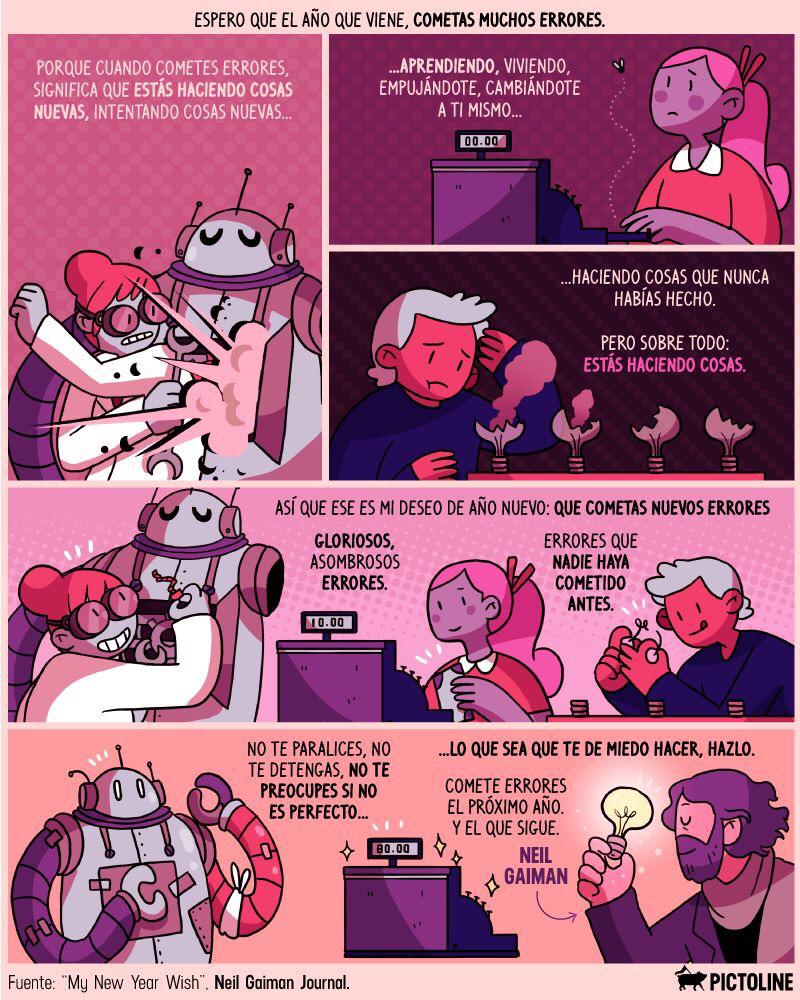 ESPERO QUE EL AÑO QUE VIENE, COMETAS MUCHOS ERRORES.
PORQUE CUANDO COMETES ERRORES,
SIGNIFICA QUE ESTÁS HACIENDO COSAS
NUEVAS, INTENTANDO COSAS NUEVAS...
...APRENDIENDO, VIVIENDO,
EMPUJÁNDOTE, CAMBIÁNDOTE
A TI MISMO...
00.00
...HACIENDO COSAS QUE NUNCA
HABÍAS HECHO.
PERO SOBRE TODO:
ESTÁS HACIENDO COSAS.
ASÍ QUE ESE ES MI DESEO DE AÑO NUEVO: QUE COMETAS NUEVOS ERRORES
GLORIOSOS,
ASOMBROSOS
ERRORES.
10.00
ERRORES QUE
NADIE HAYA
COMETIDO
ANTES.
NO TE PARALICES, NO
TE DETENGAS, NO TE
PREOCUPES SI NO
ES PERFECTO...
...LO QUE SEA QUE TE DE MIEDO HACER, HAZLO.
COMETE ERRORES
EL PRÓXIMO AÑO.
Y EL QUE SIGUE.
NEIL
GAIMAN
Fuente: "My New Year Wish", Neil Gaiman Journal.
PICTOLINE